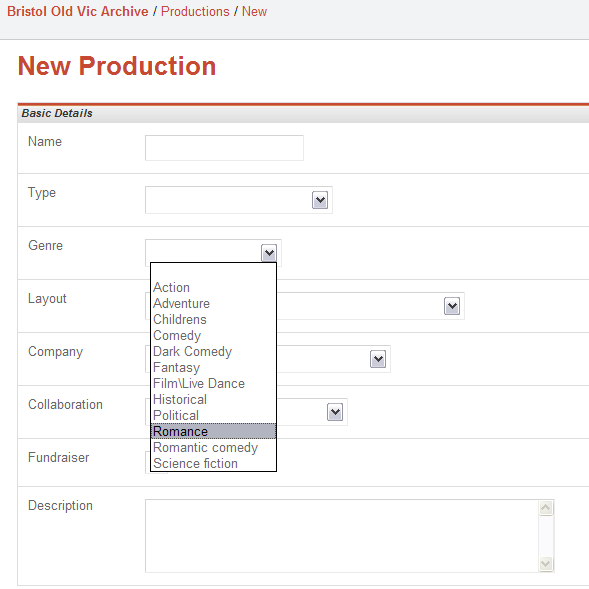 Bristol Old Vic Archive / Productions / New
New Production
Basic Details
Name
Type
Genre
Action
Adventure
Childrens
Comedy
Dark Comedy
Fantasy
Film\Live Dance
Historical
Political
Romance
Romantic comedy
Science fiction
Layout
Company
Collaboration
Fundraiser
Description